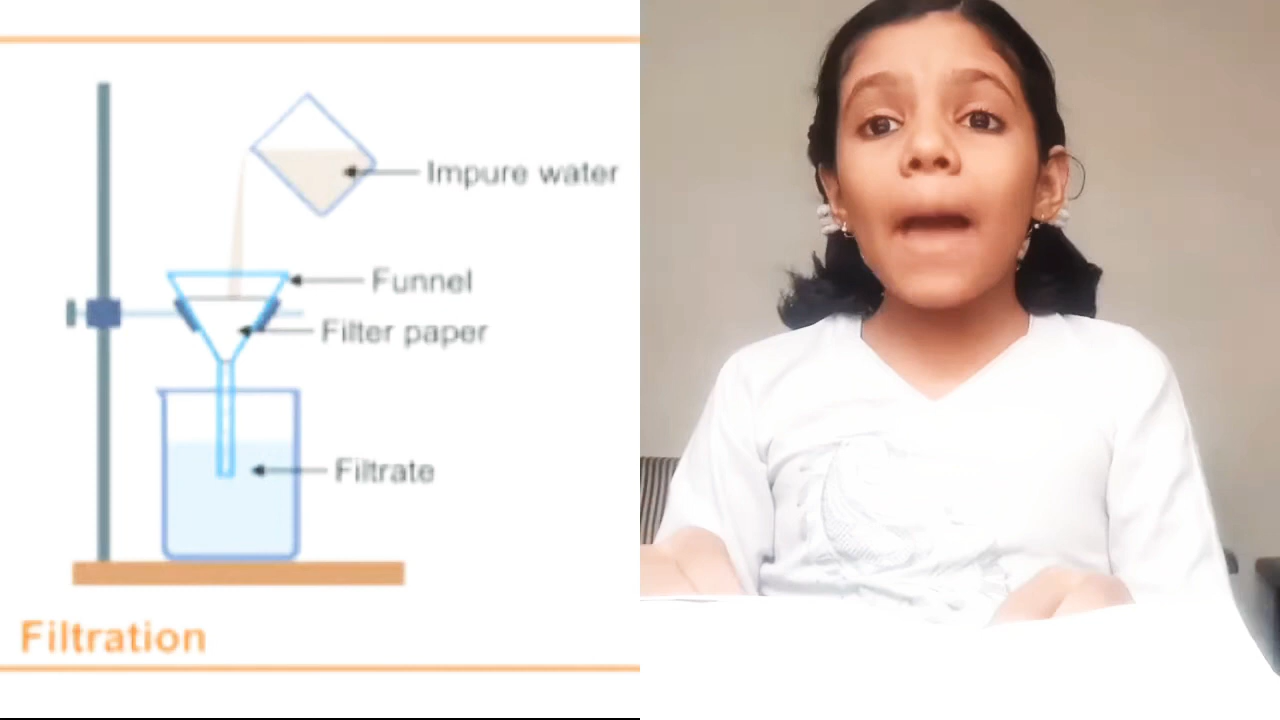 Impure water
Funnel
Filter paper
Filtrate
Filtration